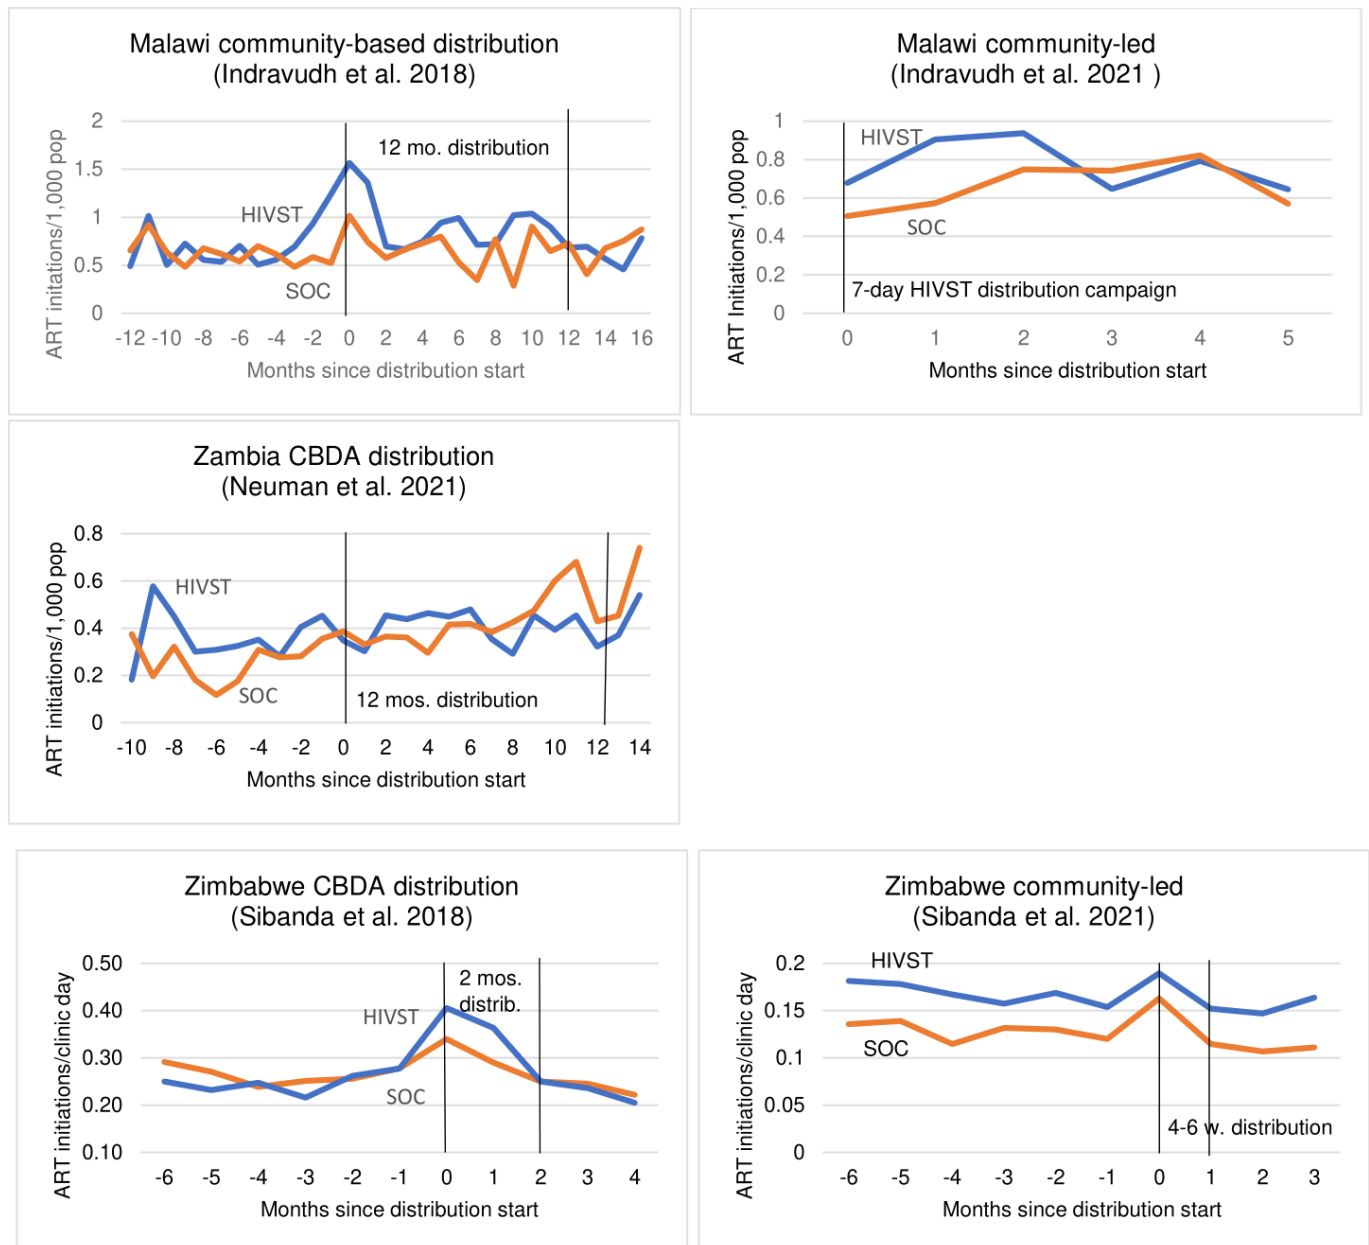 Malawi community-based distribution
(Indravudh et al. 2018)
ART initations/1,000 pop
2
1.5
1
0.5
0
12 mo. distribution
HIVST
SOC
-12 -10 -8 -6 -4 -2 0 2 4 6 8 10 12 14 16
Months since distribution start
Malawi community-led
(Indravudh et al. 2021 )
ART Initiations/1,000 pop
1
0.8
0.6
0.4
0.2
0
HIVST
SOC
7-day HIVST distribution campaign
0 1 2 3 4 5
Months since distribution start
Zambia CBDA distribution
(Neuman et al. 2021)
ART initiations/1,000 pop
0.8
0.6
0.4
0.2
0
HIVST
SOC
12 mos. distribution
-10 -8 -6 -4 -2 0 2 4 6 8 10 12 14
Months since distribution start
Zimbabwe CBDA distribution
(Sibanda et al. 2018)
ART initiations/clinic day
0.50
0.40
0.30
0.20
0.10
2 mos.
distrib.
HIVST
SOC
-6 -5 -4 -3 -2 -1 0 1 2 3 4
Months since distribution start
Zimbabwe community-led
(Sibanda et al. 2021)
ART initiations/clinic day
0.2
0.15
0.1
0.05
0
HIVST
SOC
4-6 w. distribution
-6 -5 -4 -3 -2 -1 0 1 2 3
Months since distribution start